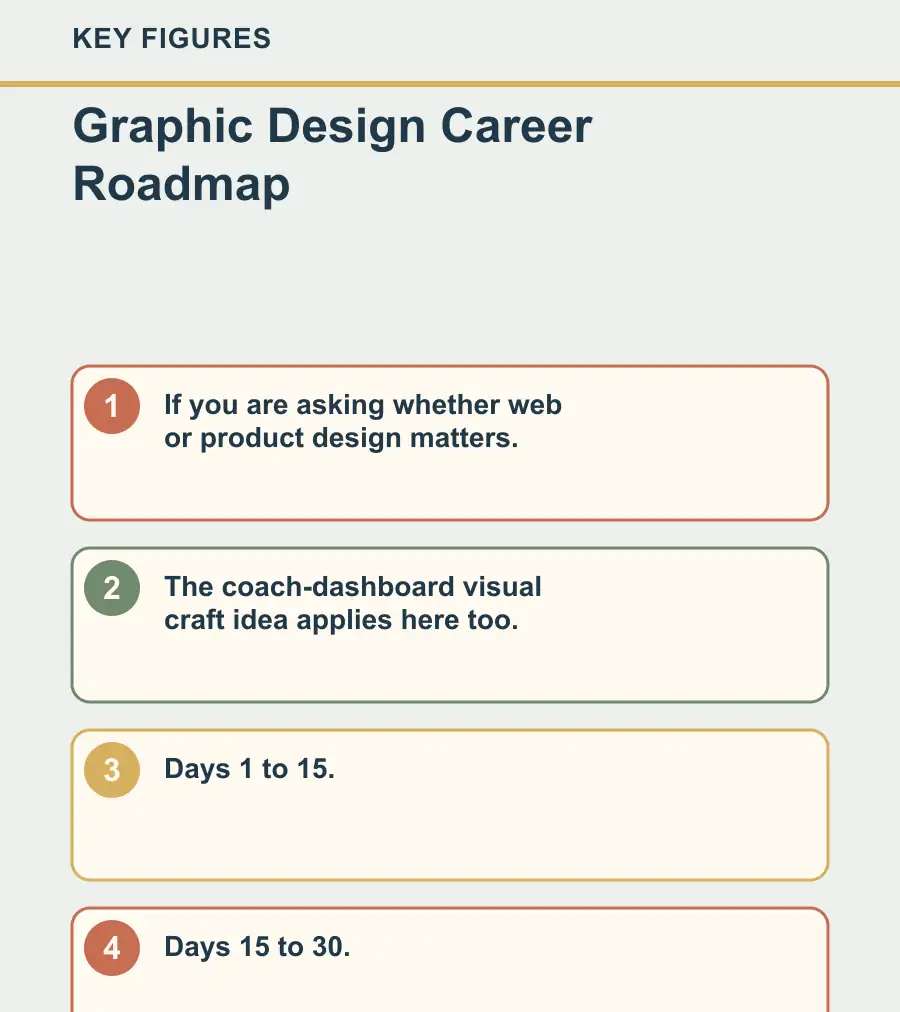 KEY FIGURES
Graphic Design Career
Roadmap
1
If you are asking whether web
or product design matters.
2
The coach-dashboard visual
craft idea applies here too.
3
Days 1 to 15.
4
Days 15 to 30.